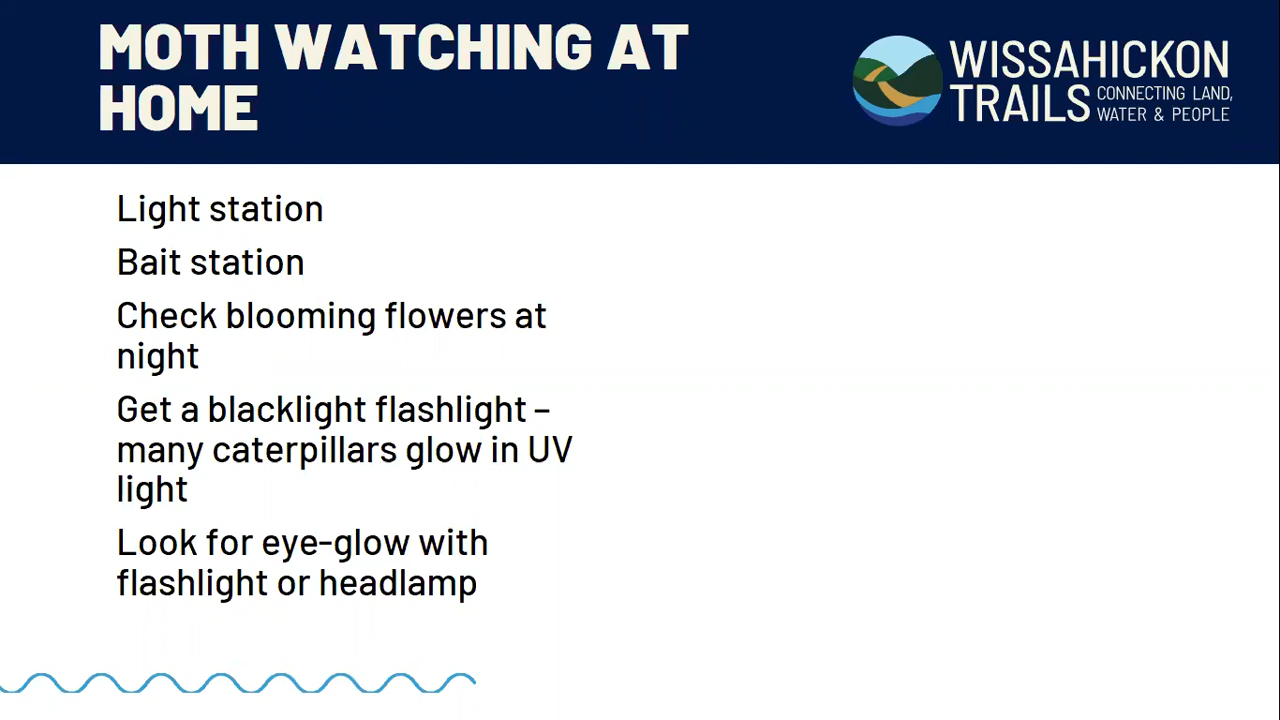 MOTH WATCHING AT
HOME
WISSAHICKON
TRAILS CONNECTING LAND,
WATER & PEOPLE
Light station
Bait station
Check blooming flowers at
night
Get a blacklight flashlight –
many caterpillars glow in UV
light
Look for eye-glow with
flashlight or headlamp